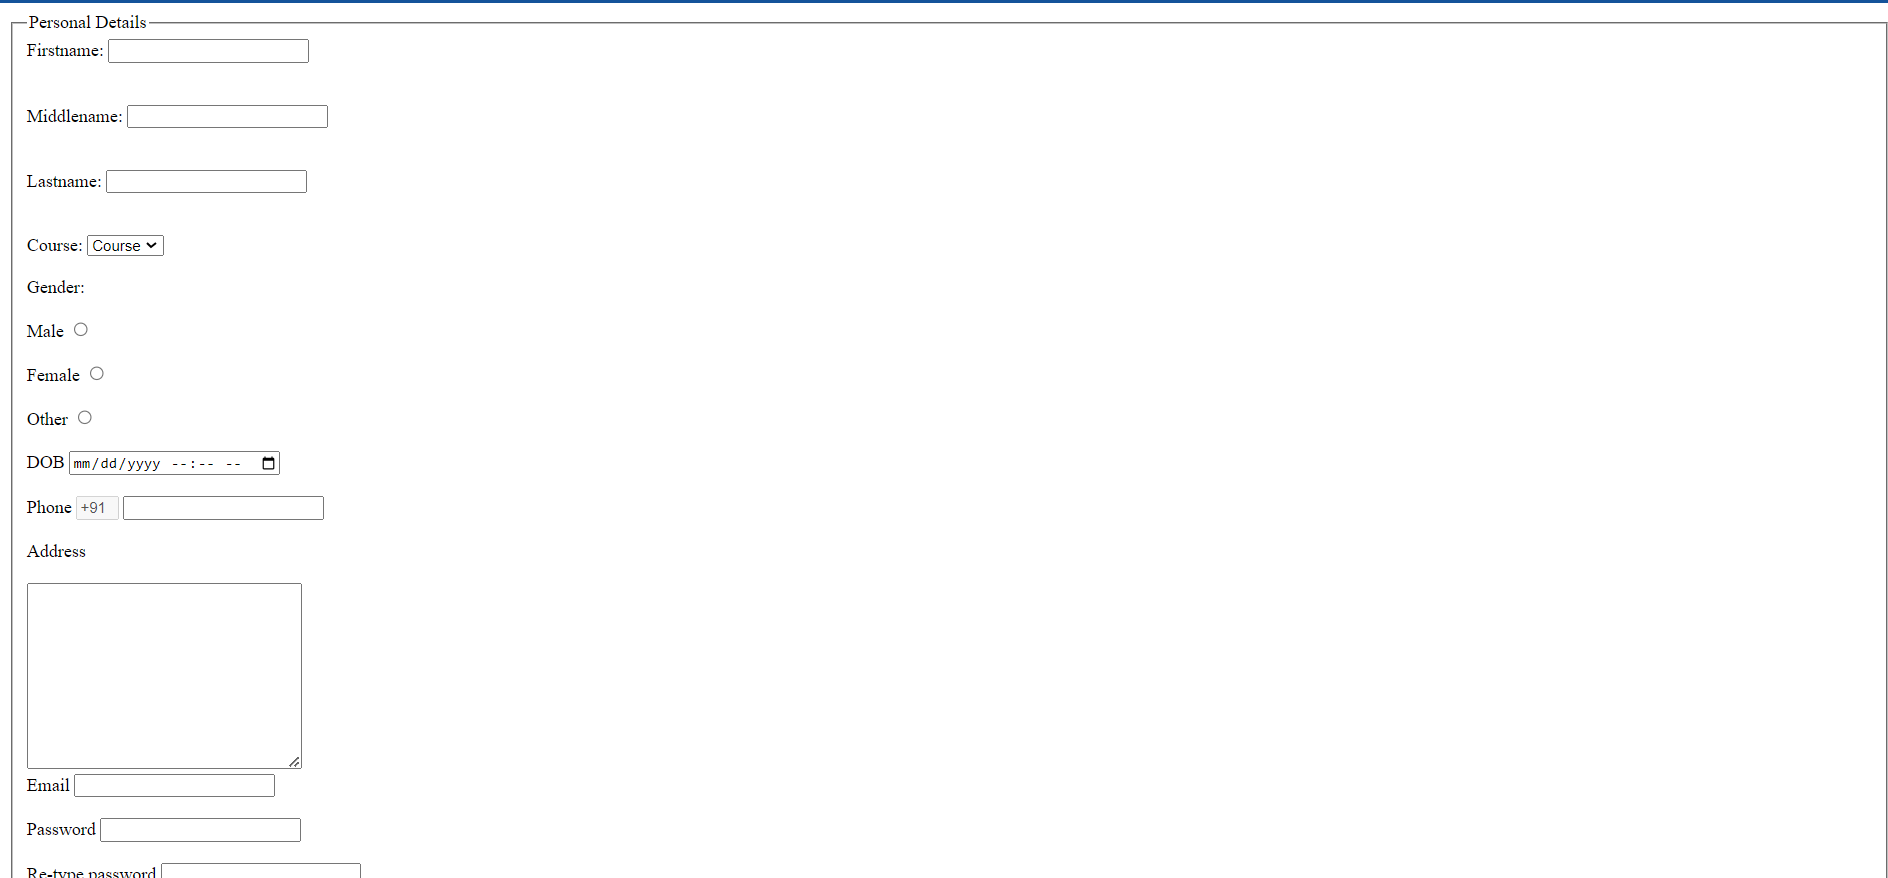 Personal Details
Firstname:
Middlename:
Lastname:
Course: Course
Gender:
Male
Female
Other
DOB mm/dd/yyyy --:-- --
Phone +91
Address
Email
Password
Re-type password